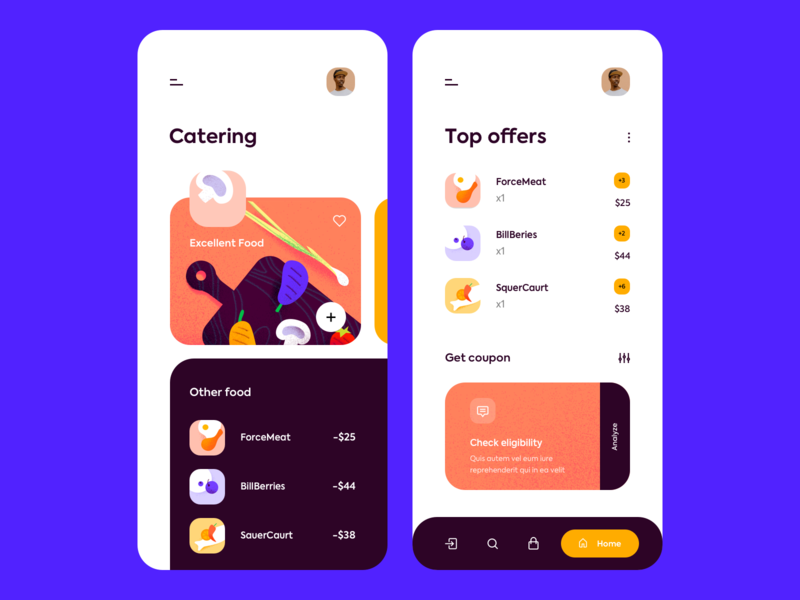 Catering
Excellent Food
Other food
ForceMeat
-$25
BillBerries
-$44
SauerCaurt
-$38
Top offers
ForceMeat
+3
x1
$25
BillBeries
+2
x1
$44
SquerCaurt
+6
x1
$38
Get coupon
Check eligibility
Quis autem vel eum iure
reprehenderit qui in ea velit
Analyze
Home